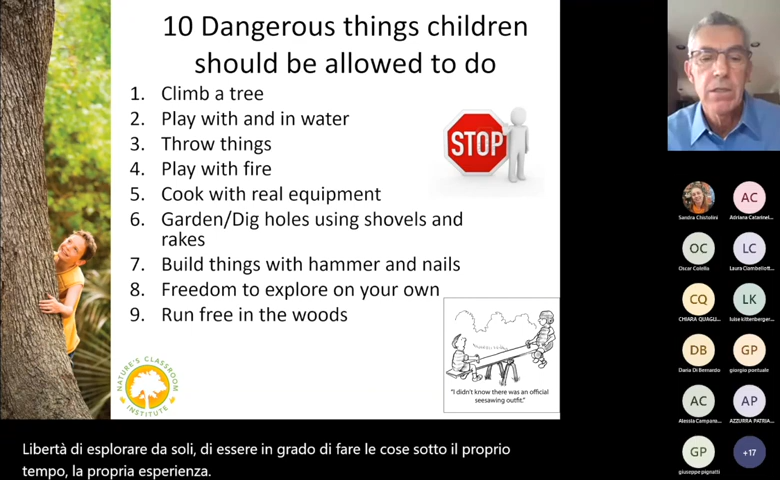 10 Dangerous things children
should be allowed to do
1. Climb a tree
2. Play with and in water
3. Throw things
4. Play with fire
5. Cook with real equipment
6. Garden/Dig holes using shovels and
rakes
7. Build things with hammer and nails
8. Freedom to explore on your own
9. Run free in the woods
STOP
"I didn't know there was an official
seesawing outfit."
NATURE'S CLASSROOM
INSTITUTE
Libertà di esplorare da soli, di essere in grado di fare le cose sotto il proprio
tempo, la propria esperienza.
Sandra Chistolini
AC
Adriana Catarinel...
OC
Oscar Colollu
LC
Laura Ciambellott...
CQ
CHIARA QUAGLI...
LK
luise kittenberger...
DB
Daria Di Bernardo
GP
giorgio pontuale
AC
Alessia Campana...
AP
AZZURRA PATRIA...
GP
giuseppe pignatti
+17